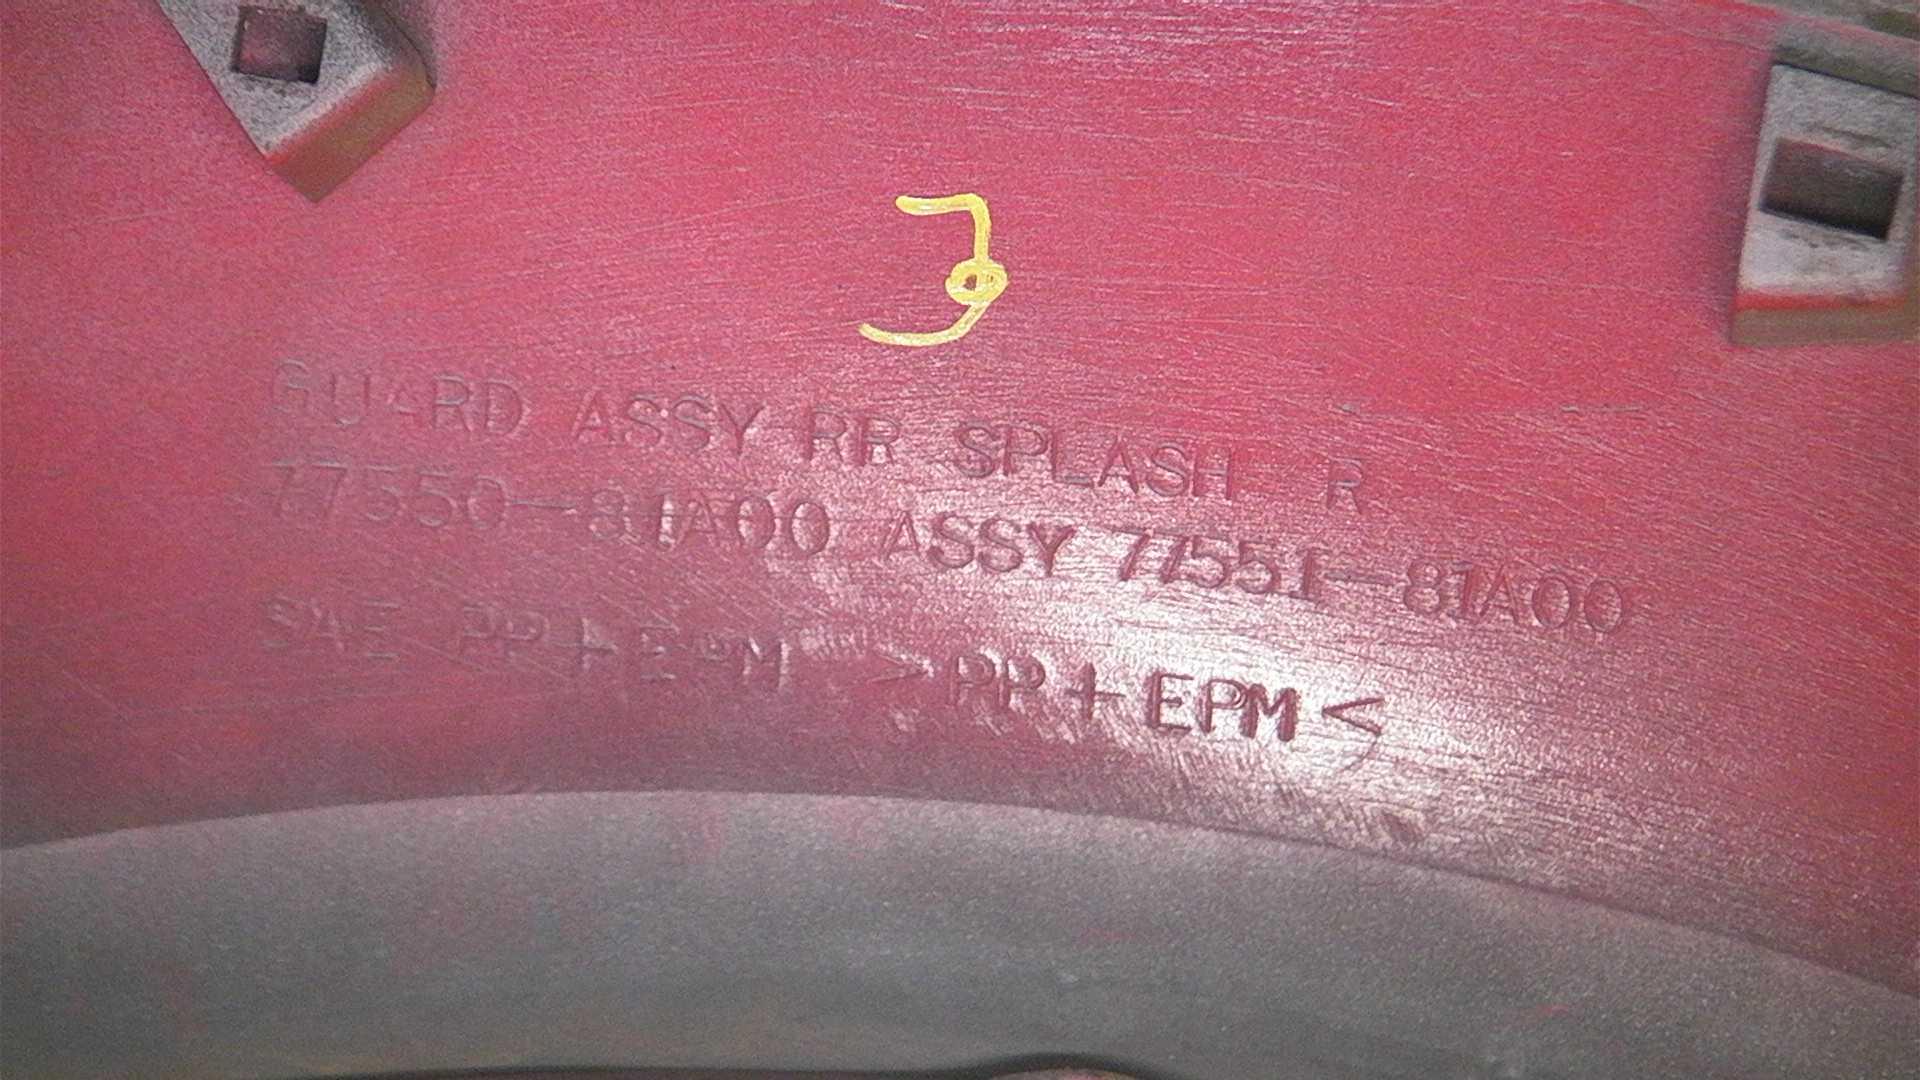 GUARD ASSY RR SPLASH R
77550-81A00 ASSY 77551-81A00
SAE PP+EPM >PP+EPM<